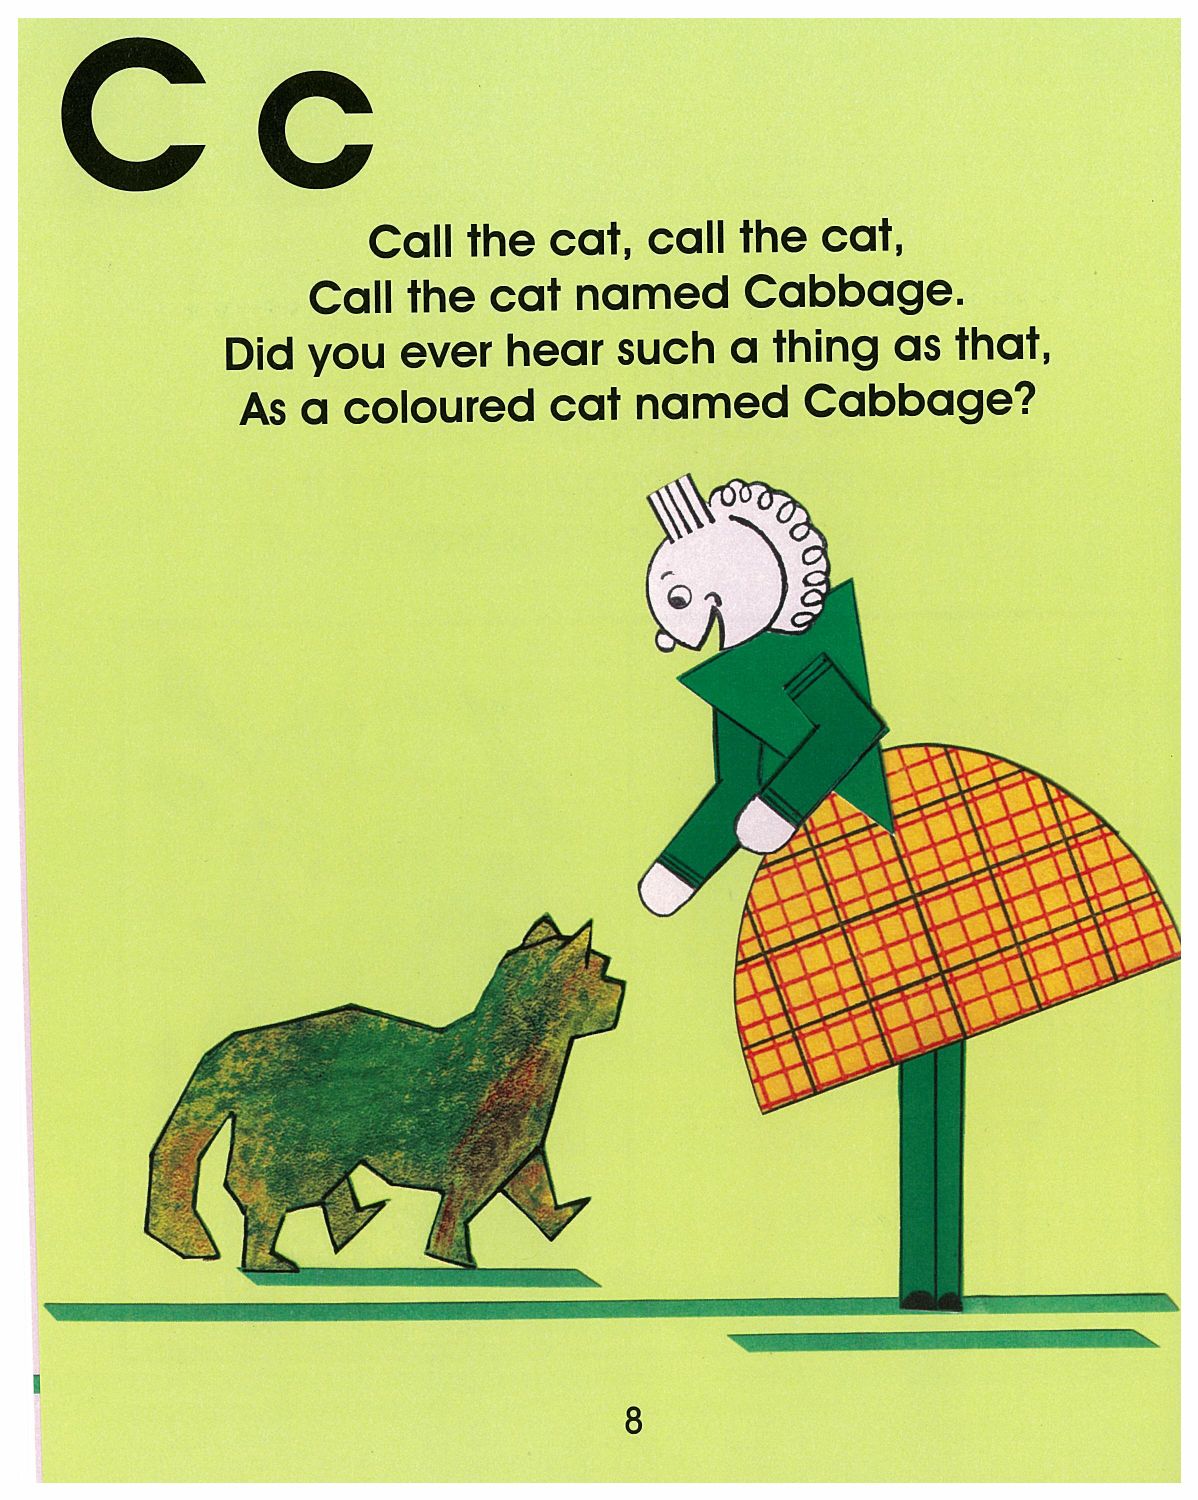 C c
Call the cat, call the cat,
Call the cat named Cabbage.
Did you ever hear such a thing as that,
As a coloured cat named Cabbage?
8